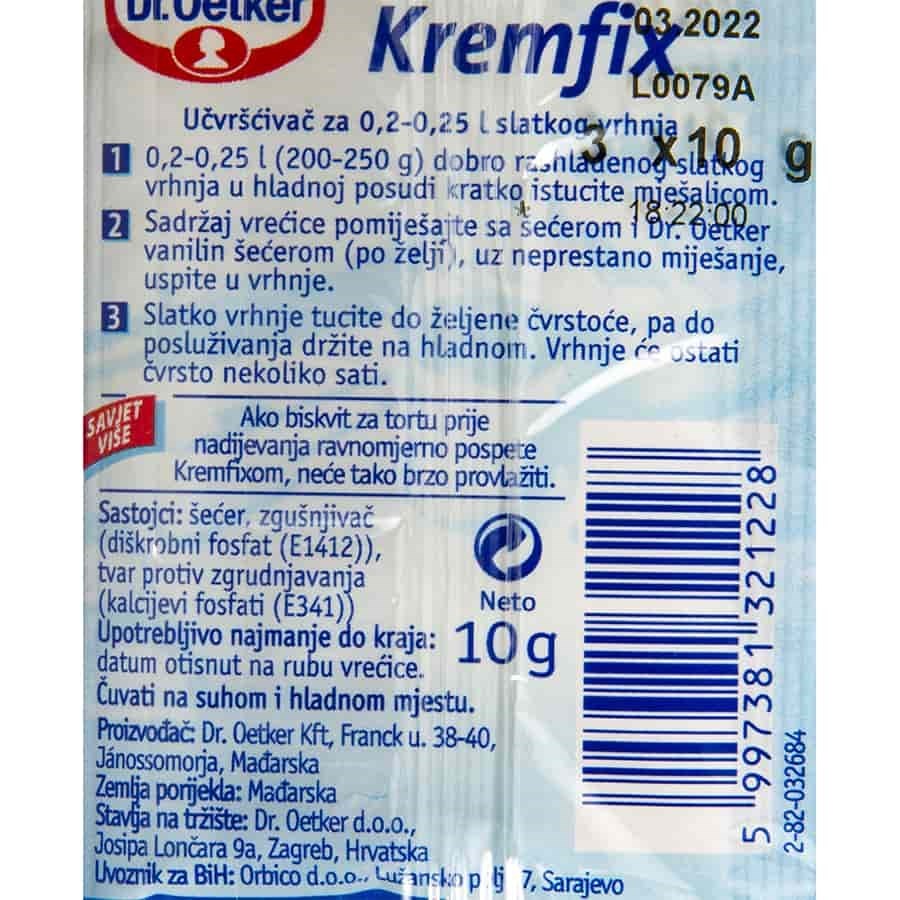 Dr.Oetker
Kremfix
03.2022
L0079A
3 x10 g
18:22:00
Učvršćivač za 0,2-0,25 l slatkog vrhnja
1 0,2-0,25 l (200-250 g) dobro rashlađenog slatkog
vrhnja u hladnoj posudi kratko istucite mješalicom.
2 Sadržaj vrećice pomiješajte sa šećerom i Dr. Oetker
vanilin šećerom (po želji), uz neprestano miješanje,
uspite u vrhnje.
3 Slatko vrhnje tucite do željene čvrstoće, pa do
posluživanja držite na hladnom. Vrhnje će ostati
čvrsto nekoliko sati.
SAVJET
VIŠE
Ako biskvit za tortu prije
nadijevanja ravnomjerno pospete
Kremfixom, neće tako brzo provlažiti.
Sastojci: šećer, zgušnjivač
(diškrobni fosfat (E1412)),
tvar protiv zgrudnjavanja
(kalcijevi fosfati (E341))
Upotrebljivo najmanje do kraja:
datum otisnut na rubu vrećice.
Čuvati na suhom i hladnom mjestu.
Neto
10 g
Proizvođač: Dr. Oetker Kft, Franck u. 38-40,
Jánossomorja, Mađarska
Zemlja porijekla: Mađarska
Stavlja na tržište: Dr. Oetker d.o.o.,
Josipa Lončara 9a, Zagreb, Hrvatska
Uvoznik za BiH: Orbico d.o.o., 7, Sarajevo
5 997381 321228
2-82-032684